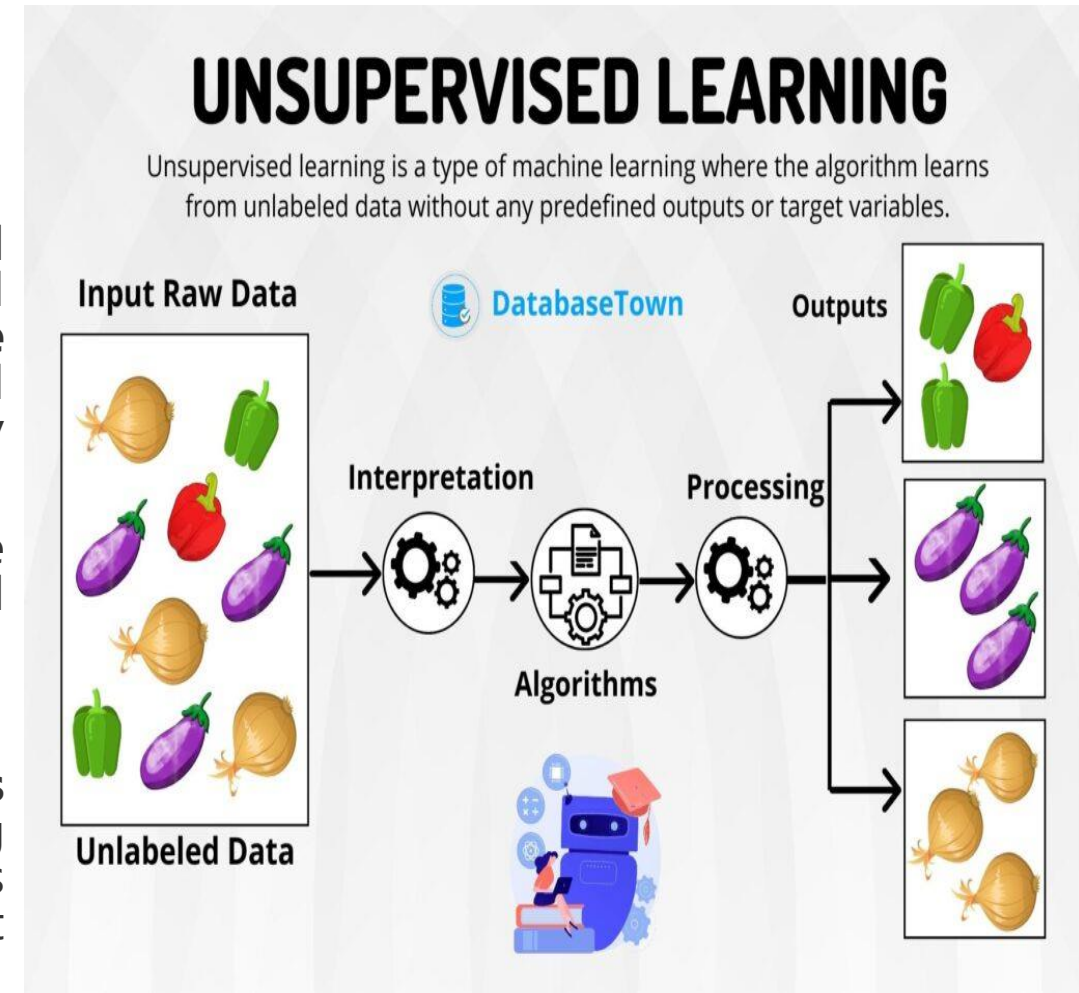 UNSUPERVISED LEARNING
Unsupervised learning is a type of machine learning where the algorithm learns
from unlabeled data without any predefined outputs or target variables.
Input Raw Data
DatabaseTown
Outputs
Interpretation
Processing
Algorithms
Unlabeled Data